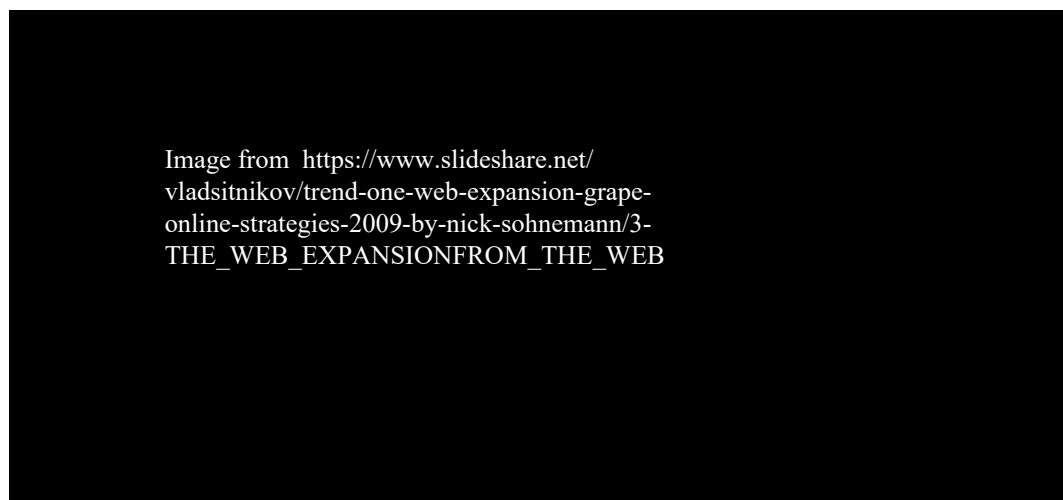 Image from  https://www.slideshare.net/
vladsitnikov/trend-one-web-expansion-grape-
online-strategies-2009-by-nick-sohnemann/3-
THE_WEB_EXPANSIONFROM_THE_WEB